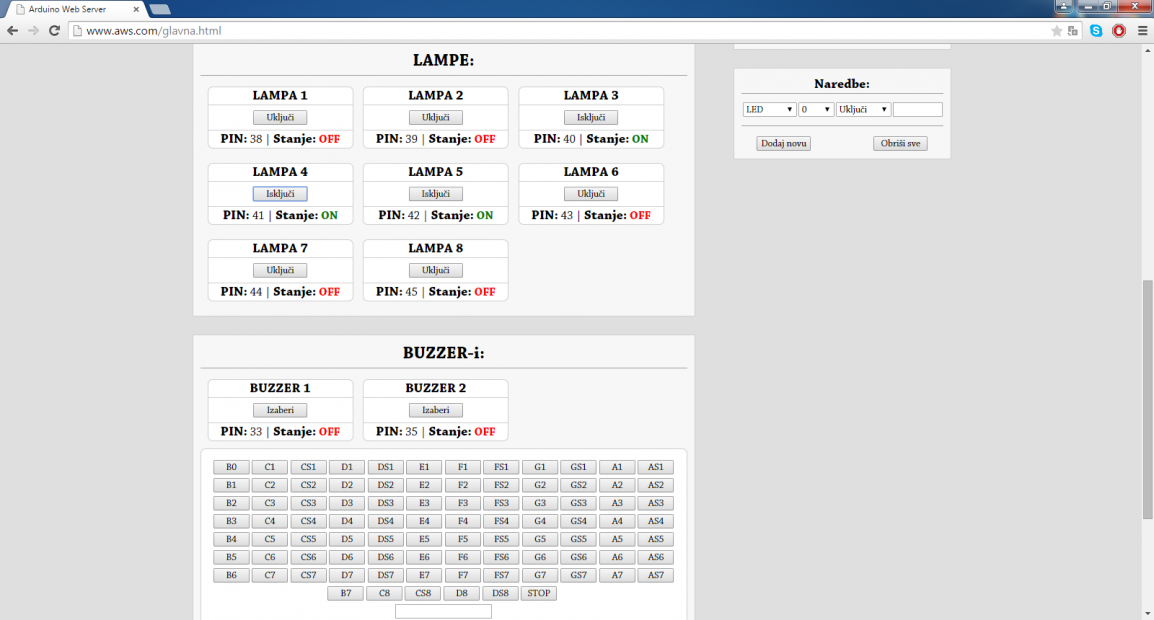 Arduino Web Server
www.aws.com/glavna.html
LAMPE:
LAMPA 1
Uključi
PIN: 38 | Stanje: OFF
LAMPA 2
Uključi
PIN: 39 | Stanje: OFF
LAMPA 3
Isključi
PIN: 40 | Stanje: ON
LAMPA 4
Isključi
PIN: 41 | Stanje: ON
LAMPA 5
Isključi
PIN: 42 | Stanje: ON
LAMPA 6
Uključi
PIN: 43 | Stanje: OFF
LAMPA 7
Uključi
PIN: 44 | Stanje: OFF
LAMPA 8
Uključi
PIN: 45 | Stanje: OFF
BUZZER-i:
BUZZER 1
Izaberi
PIN: 33 | Stanje: OFF
BUZZER 2
Izaberi
PIN: 35 | Stanje: OFF
B0 C1 CS1 D1 DS1 E1 F1 FS1 G1 GS1 A1 AS1
B1 C2 CS2 D2 DS2 E2 F2 FS2 G2 GS2 A2 AS2
B2 C3 CS3 D3 DS3 E3 F3 FS3 G3 GS3 A3 AS3
B3 C4 CS4 D4 DS4 E4 F4 FS4 G4 GS4 A4 AS4
B4 C5 CS5 D5 DS5 E5 F5 FS5 G5 GS5 A5 AS5
B5 C6 CS6 D6 DS6 E6 F6 FS6 G6 GS6 A6 AS6
B6 C7 CS7 D7 DS7 E7 F7 FS7 G7 GS7 A7 AS7
B7 C8 CS8 D8 DS8 STOP
Naredbe:
LED 0 Uključi
Dodaj novu Obriši sve